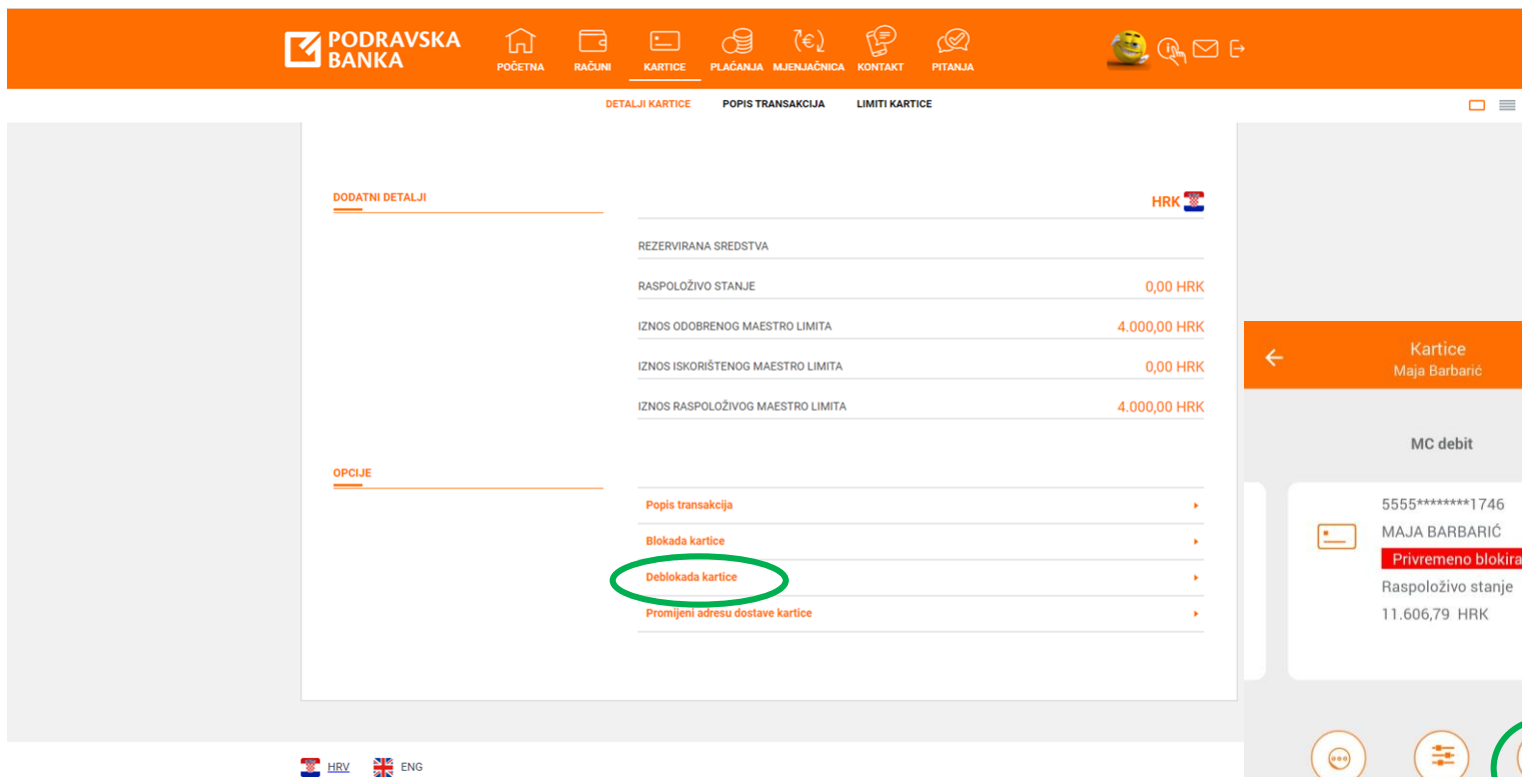 PODRAVSKA
BANKA
POČETNA RAČUNI KARTICE PLAĆANJA MJENJAČNICA KONTAKT PITANJA
DETALJI KARTICE POPIS TRANSAKCIJA LIMITI KARTICE
DODATNI DETALJI
HRK
REZERVIRANA SREDSTVA
RASPOLOŽIVO STANJE 0,00 HRK
IZNOS ODOBRENOG MAESTRO LIMITA 4.000,00 HRK
IZNOS ISKORIŠTENOG MAESTRO LIMITA 0,00 HRK
IZNOS RASPOLOŽIVOG MAESTRO LIMITA 4.000,00 HRK
OPCIJE
Popis transakcija
Blokada kartice
Deblokada kartice
Promijeni adresu dostave kartice
HRV ENG
Kartice
Maja Barbarić
MC debit
5555********1746
MAJA BARBARIĆ
Privremeno blokira
Raspoloživo stanje
11.606,79 HRK